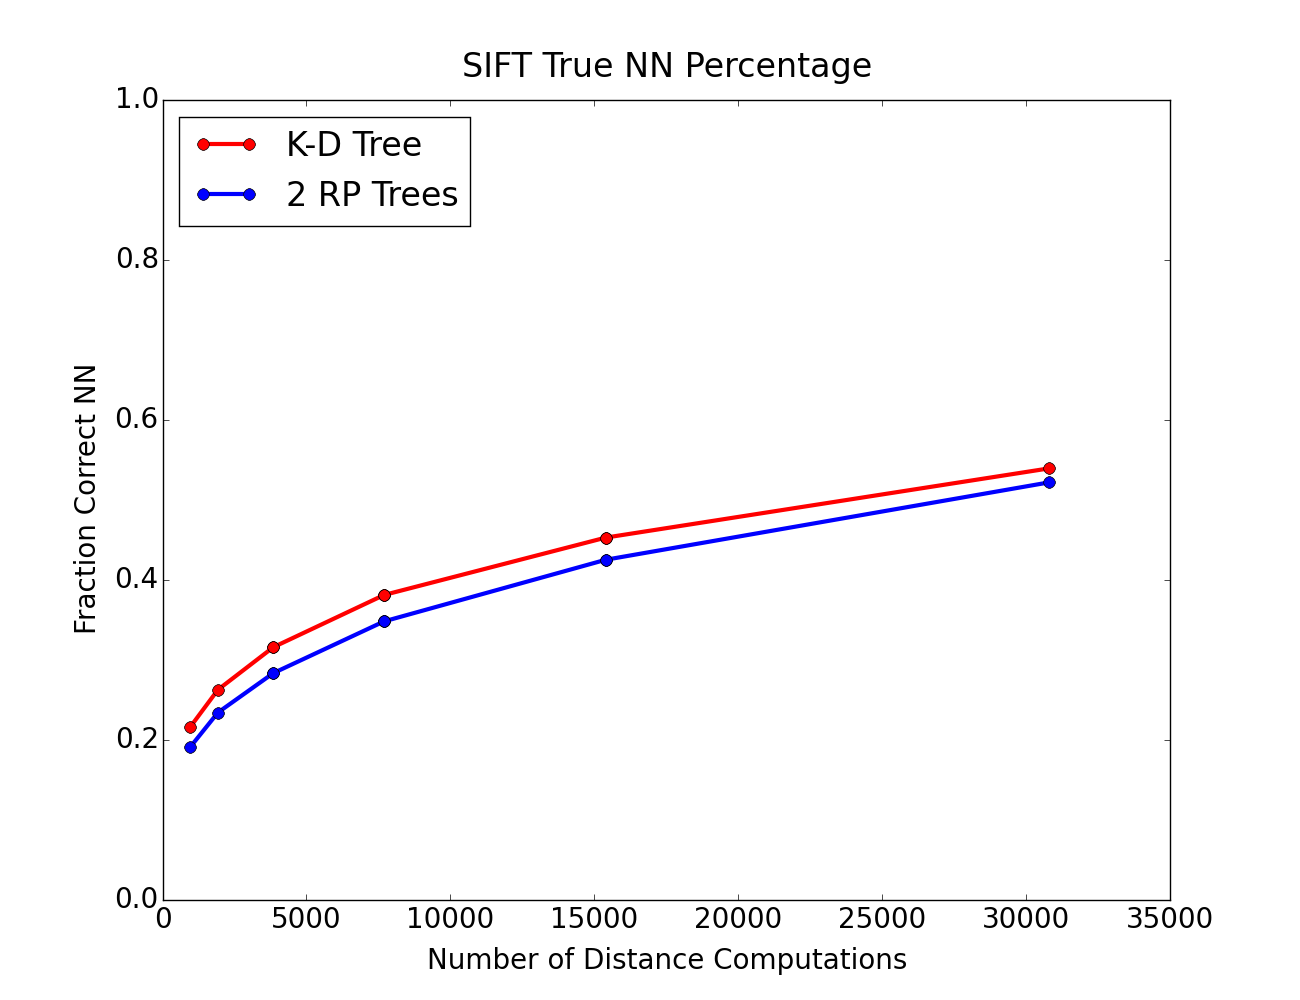 SIFT True NN Percentage
1.0
K-D Tree
2 RP Trees
0.8
0.6
Fraction Correct NN
0.4
0.2
0.0
0 5000 10000 15000 20000 25000 30000 35000
Number of Distance Computations